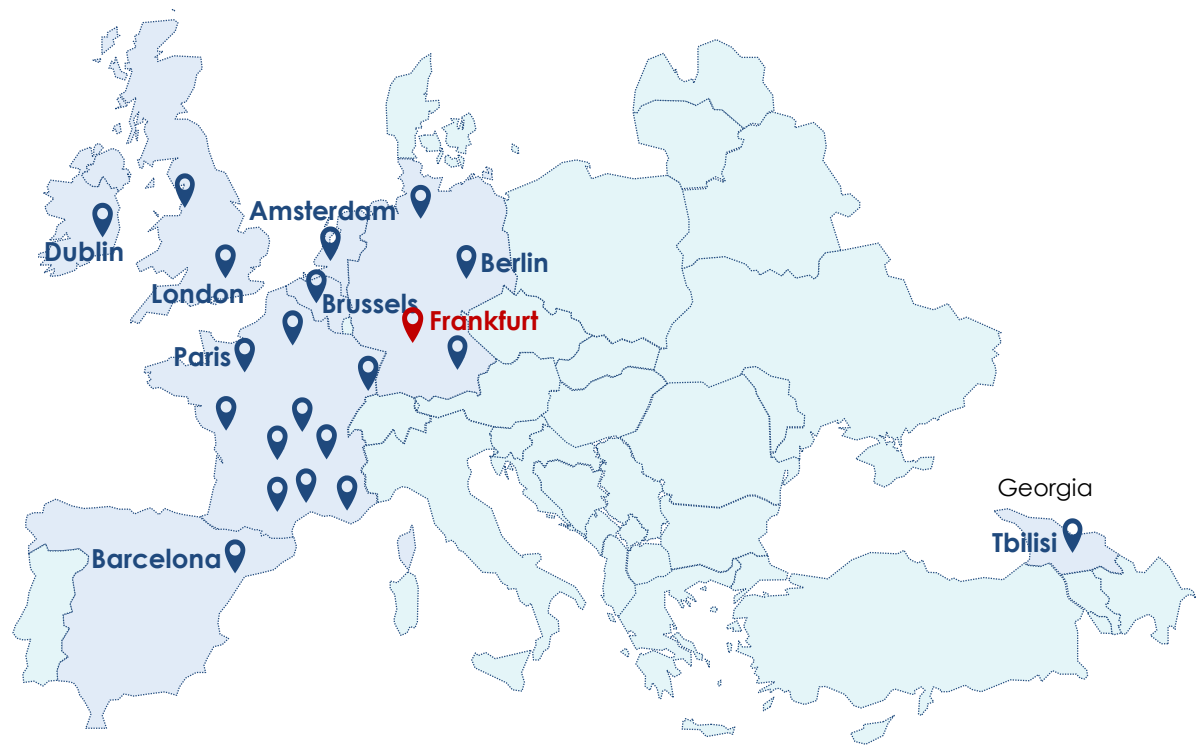 Amsterdam
Dublin
Berlin
London
Brussels
Frankfurt
Paris
Georgia
Tbilisi
Barcelona